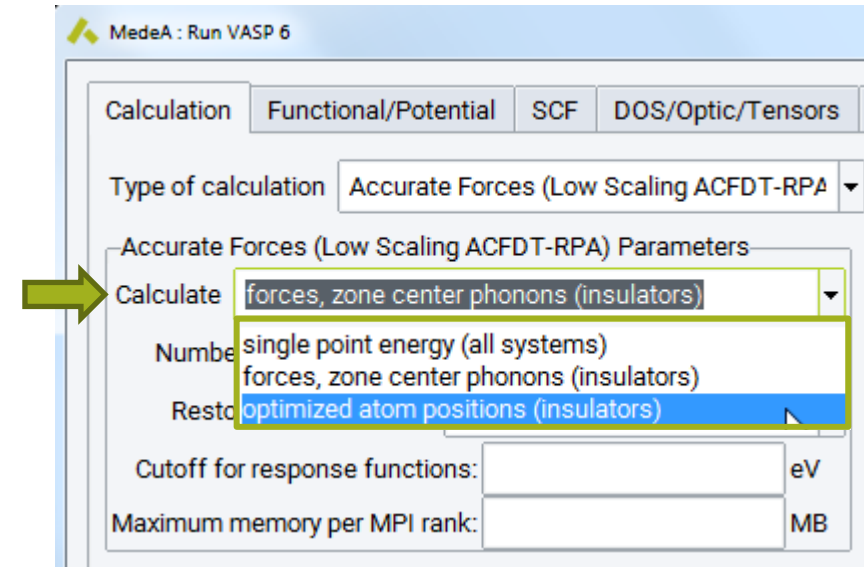 MedeA : Run VASP 6
Calculation Functional/Potential SCF DOS/Optic/Tensors
Type of calculation Accurate Forces (Low Scaling ACFDT-RPA
Accurate Forces (Low Scaling ACFDT-RPA) Parameters
Calculate forces, zone center phonons (insulators)
Numbe single point energy (all systems)
forces, zone center phonons (insulators)
Resto optimized atom positions (insulators)
Cutoff for response functions: eV
Maximum memory per MPI rank: MB